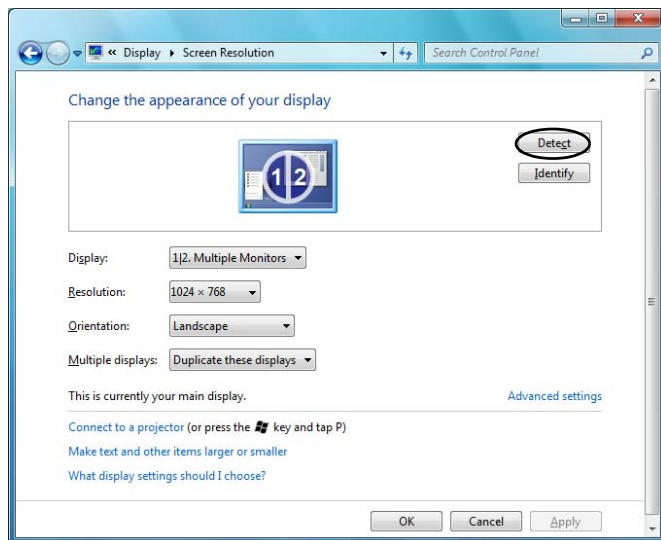 « Display ▸ Screen Resolution
Search Control Panel
Change the appearance of your display
1|2
Detect
Identify
Display: 1|2. Multiple Monitors
Resolution: 1024 × 768
Orientation: Landscape
Multiple displays: Duplicate these displays
This is currently your main display. Advanced settings
Connect to a projector (or press the key and tap P)
Make text and other items larger or smaller
What display settings should I choose?
OK Cancel Apply